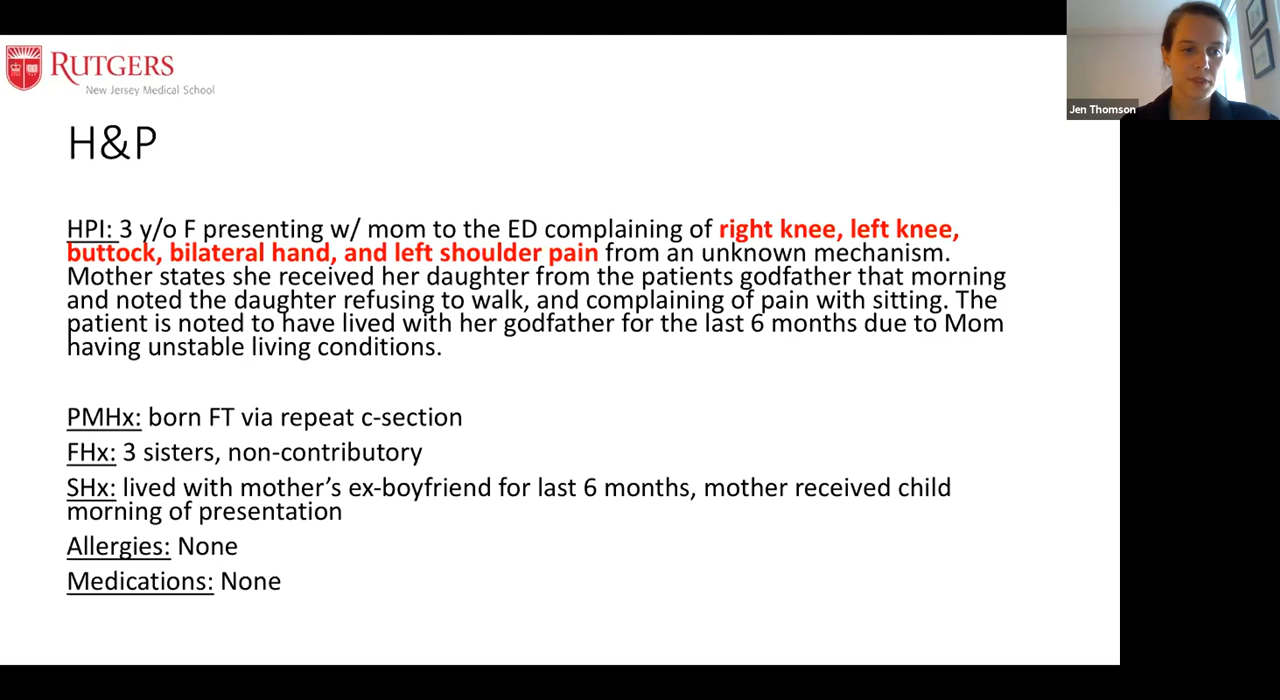 RUTGERS
New Jersey Medical School
Jen Thomson
H&P
HPI: 3 y/o F presenting w/ mom to the ED complaining of right knee, left knee,
buttock, bilateral hand, and left shoulder pain from an unknown mechanism.
Mother states she received her daughter from the patients godfather that morning
and noted the daughter refusing to walk, and complaining of pain with sitting. The
patient is noted to have lived with her godfather for the last 6 months due to Mom
having unstable living conditions.
PMHx: born FT via repeat c-section
FHx: 3 sisters, non-contributory
SHx: lived with mother’s ex-boyfriend for last 6 months, mother received child
morning of presentation
Allergies: None
Medications: None